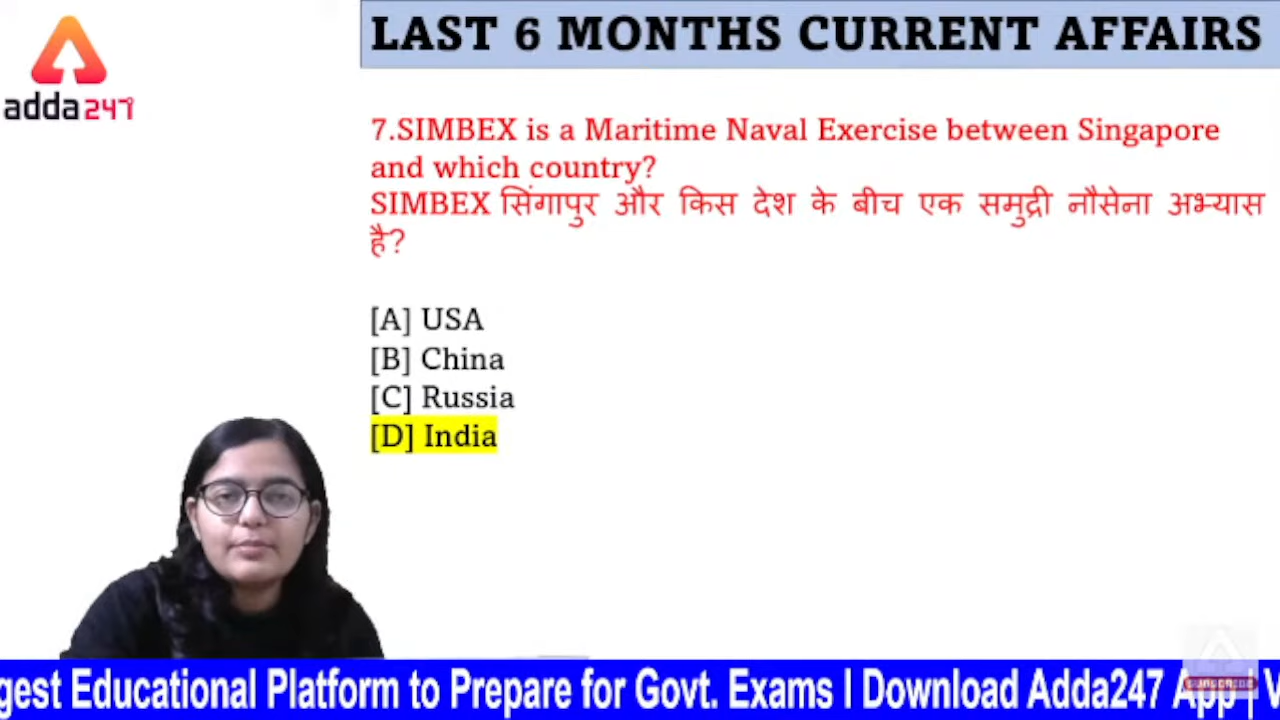 LAST 6 MONTHS CURRENT AFFAIRS
adda247
7.SIMBEX is a Maritime Naval Exercise between Singapore
and which country?
SIMBEX सिंगापुर और किस देश के बीच एक समुद्री नौसेना अभ्यास
है?
[A] USA
[B] China
[C] Russia
[D] India
SUBSCRIBE
gest Educational Platform to Prepare for Govt. Exams I Download Adda247 App | V